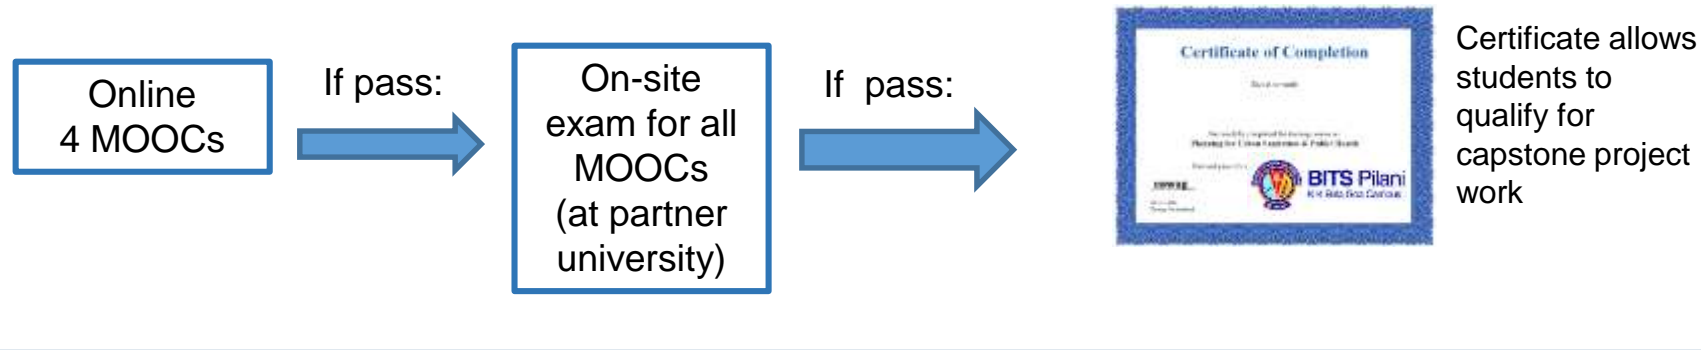 Online
4 MOOCs
If pass:
On-site
exam for all
MOOCs
(at partner
university)
If pass:
Certificate of Completion
BITS Pilani
Certificate allows
students to
qualify for
capstone project
work